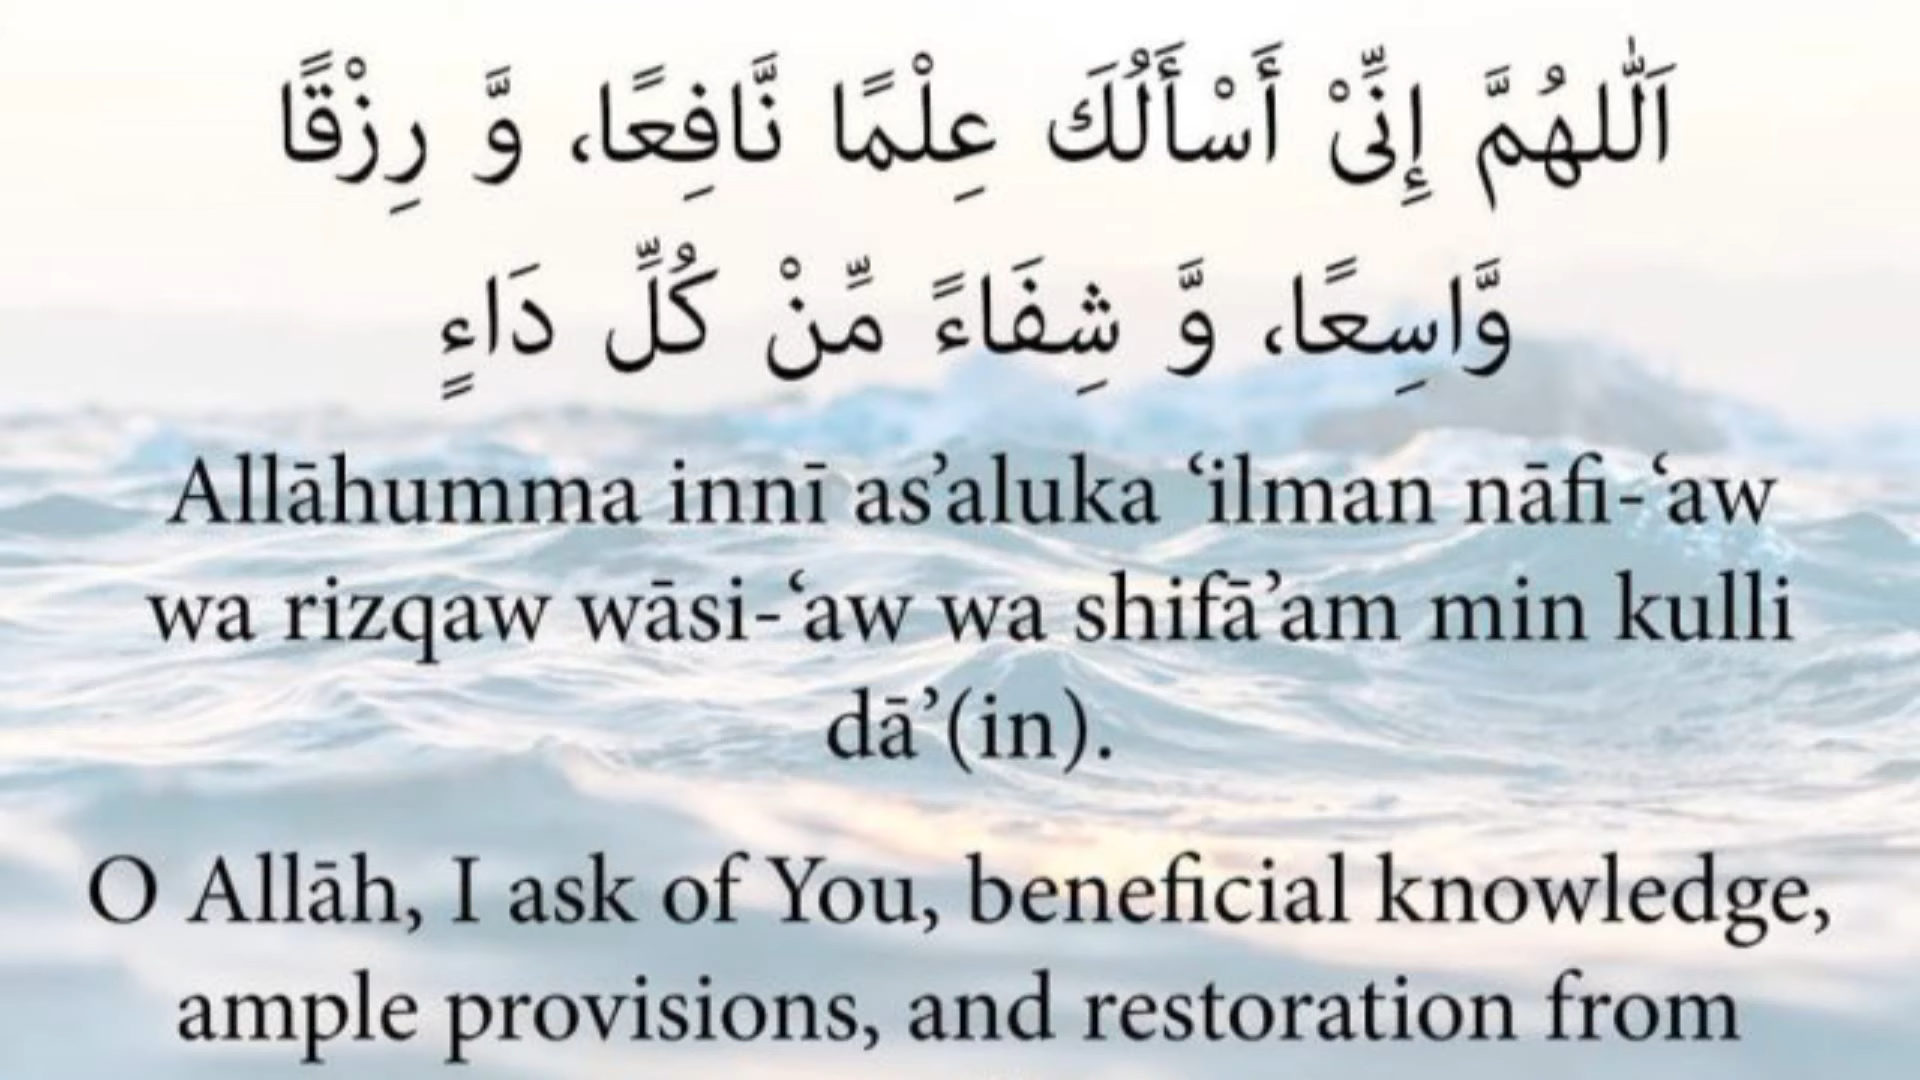 اَللّٰهُمَّ إِنِّىْ أَسْأَلُكَ عِلْمًا نَّافِعًا، وَّ رِزْقًا
وَّاسِعًا، وَّ شِفَاءً مِّنْ كُلِّ دَاءٍ
Allāhumma innī as’aluka ‘ilman nāfi-‘aw
wa rizqaw wāsi-‘aw wa shifā’am min kulli
dā’(in).
O Allāh, I ask of You, beneficial knowledge,
ample provisions, and restoration from